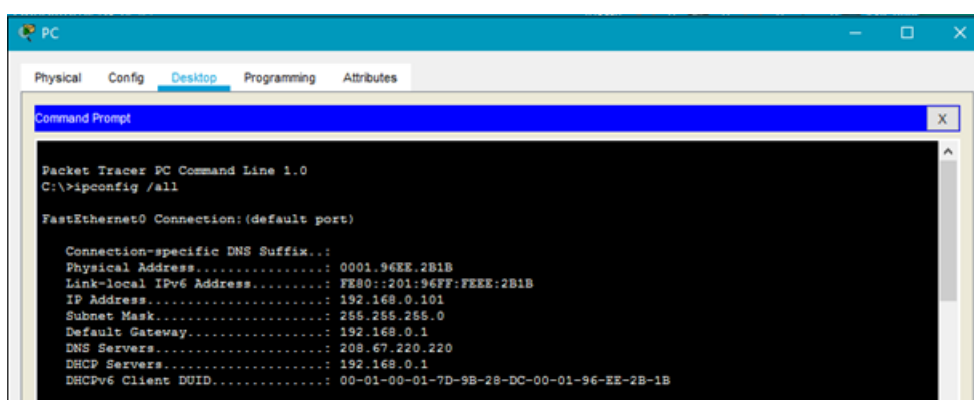 PC
Physical Config Desktop Programming Attributes
Command Prompt
X
Packet Tracer PC Command Line 1.0
C:\>ipconfig /all
FastEthernet0 Connection:(default port)
Connection-specific DNS Suffix..:
Physical Address................: 0001.96EE.2B1B
Link-local IPv6 Address.........: FE80::201:96FF:FEEE:2B1B
IP Address......................: 192.168.0.101
Subnet Mask.....................: 255.255.255.0
Default Gateway.................: 192.168.0.1
DNS Servers.....................: 208.67.220.220
DHCP Servers....................: 192.168.0.1
DHCPv6 Client DUID..............: 00-01-00-01-7D-9B-28-DC-00-01-96-EE-2B-1B